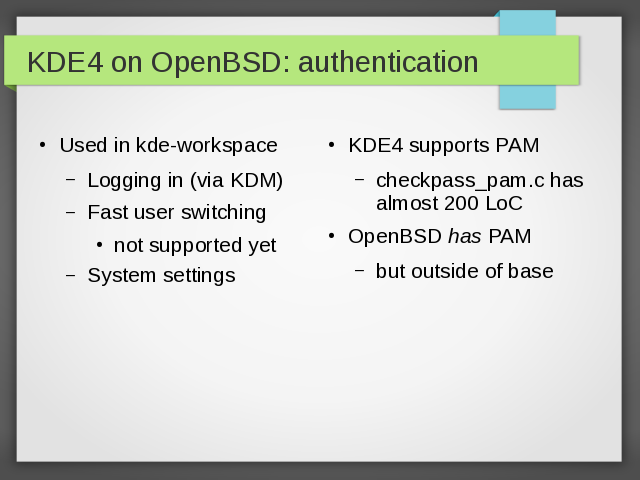 KDE4 on OpenBSD: authentication
• Used in kde-workspace
– Logging in (via KDM)
– Fast user switching
• not supported yet
– System settings
• KDE4 supports PAM
– checkpass_pam.c has
almost 200 LoC
• OpenBSD has PAM
– but outside of base